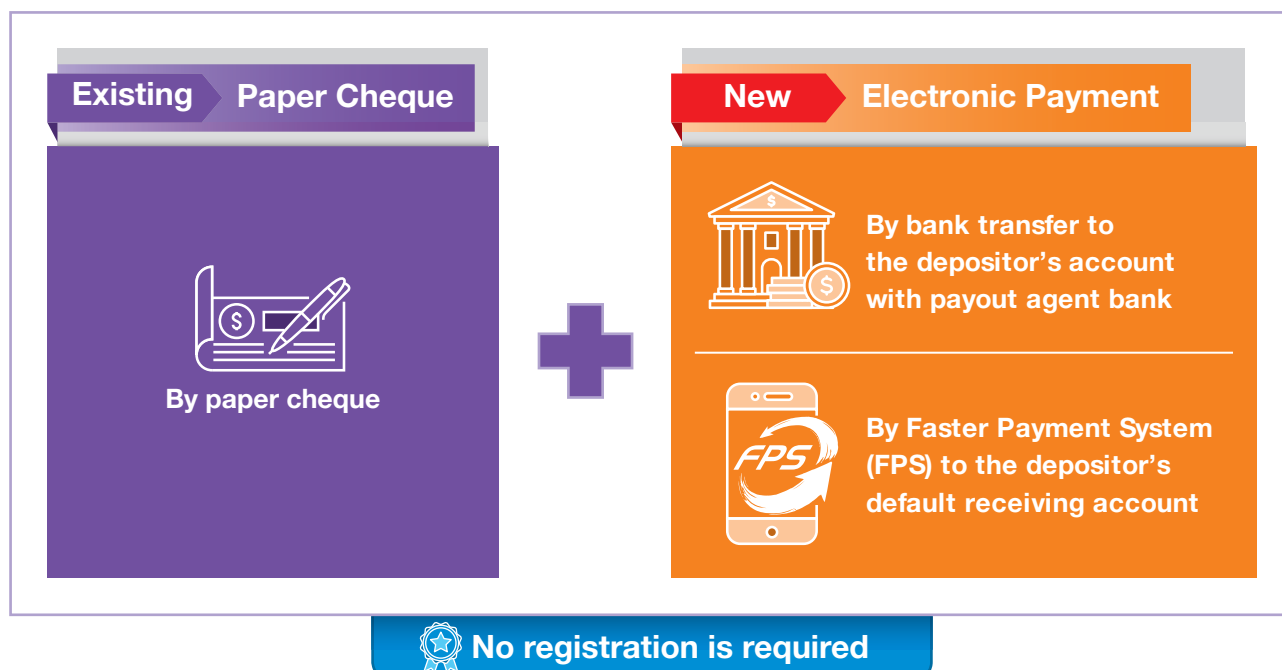 Existing
Paper Cheque
$
By paper cheque
New
Electronic Payment
$
$
By bank transfer to
the depositor's account
with payout agent bank
FPS
By Faster Payment System
(FPS) to the depositor's
default receiving account
No registration is required